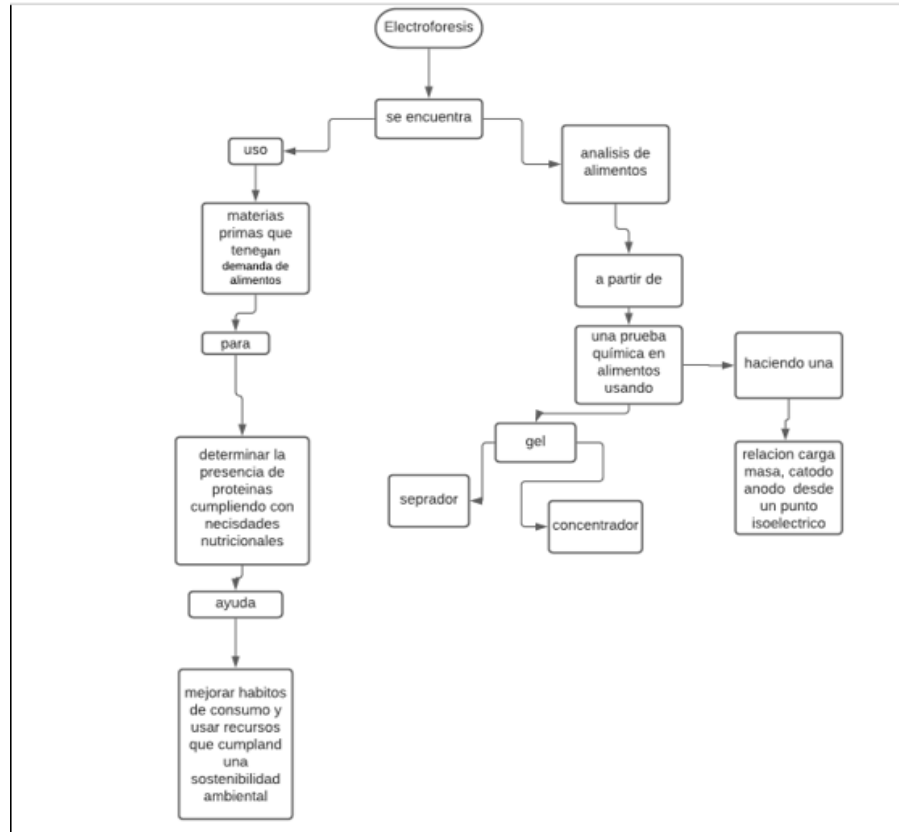 Electroforesis
se encuentra
uso
materias
primas que
tenegan
demanda de
alimentos
para
determinar la
presencia de
proteinas
cumpliendo con
necisdades
nutricionales
ayuda
mejorar habitos
de consumo y
usar recursos
que cumpland
una
sostenibilidad
ambiental
analisis de
alimentos
a partir de
una prueba
química en
alimentos
usando
gel
seprador
concentrador
haciendo una
relacion carga
masa, catodo
anodo desde
un punto
isoelectrico